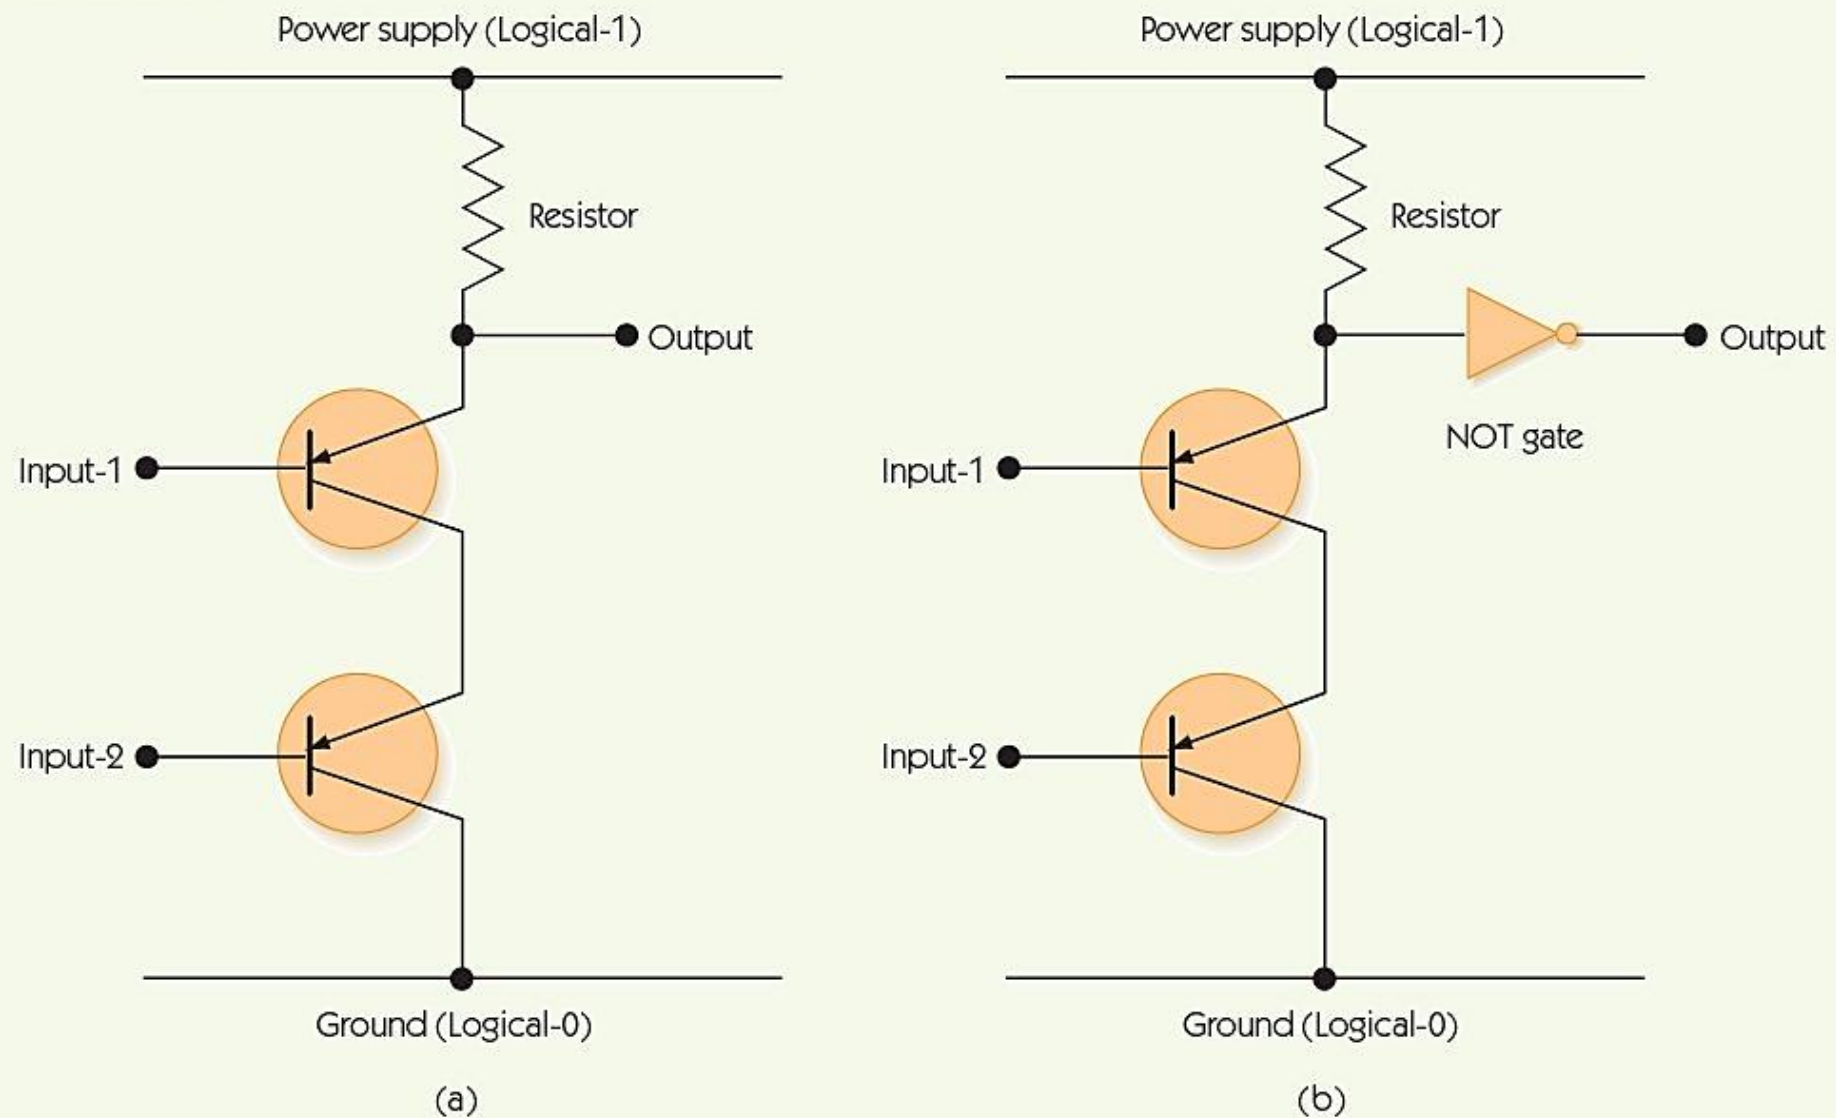 Power supply (Logical-1)
Resistor
Output
Input-1
Input-2
Ground (Logical-0)
(a)
Power supply (Logical-1)
Resistor
Output
NOT gate
Input-1
Input-2
Ground (Logical-0)
(b)